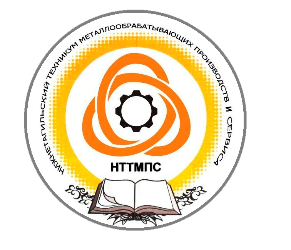 НИЖНЕТАГИЛЬСКИЙ ТЕХНИКУМ МЕТАЛЛООБРАБАТЫВАЮЩИХ ПРОИЗВОДСТВ И СЕРВИСА
НТТМПС